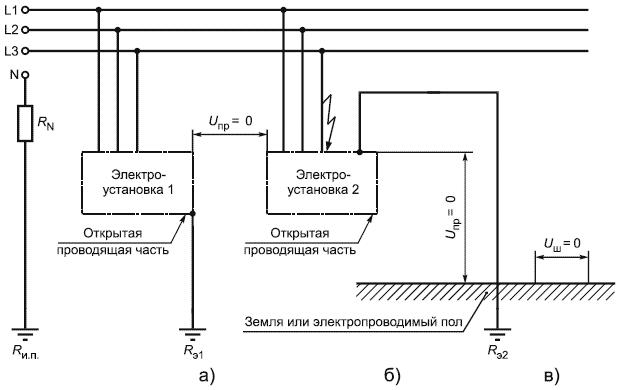 L1
L2
L3
N
R_N
U_пр = 0
Электро-
установка 1
Электро-
установка 2
U_пр = 0
Открытая
проводящая часть
Открытая
проводящая часть
U_ш = 0
Земля или электропроводимый пол
R_и.п.
R_э1
R_э2
а)
б)
в)